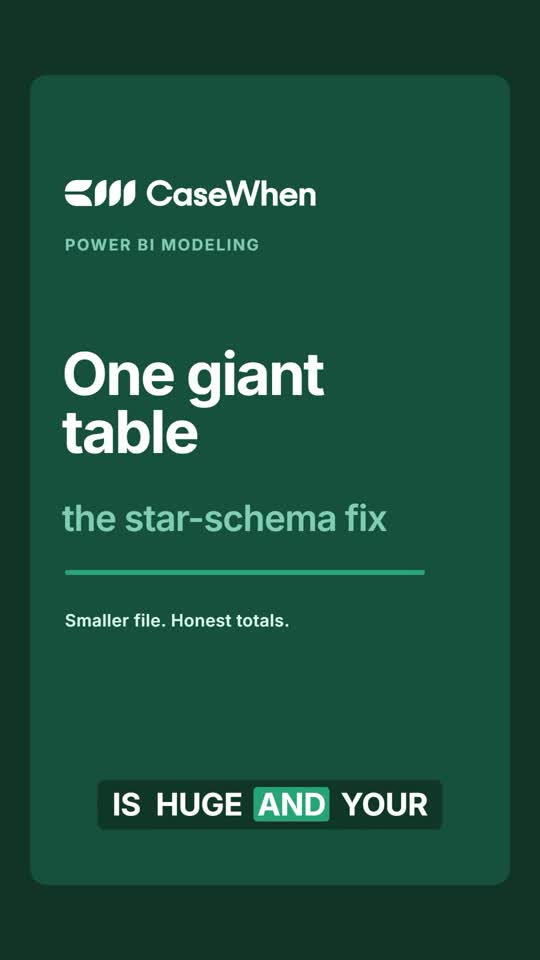 CaseWhen
POWER BI MODELING
One giant
table
the star-schema fix
Smaller file. Honest totals.
IS HUGE AND YOUR